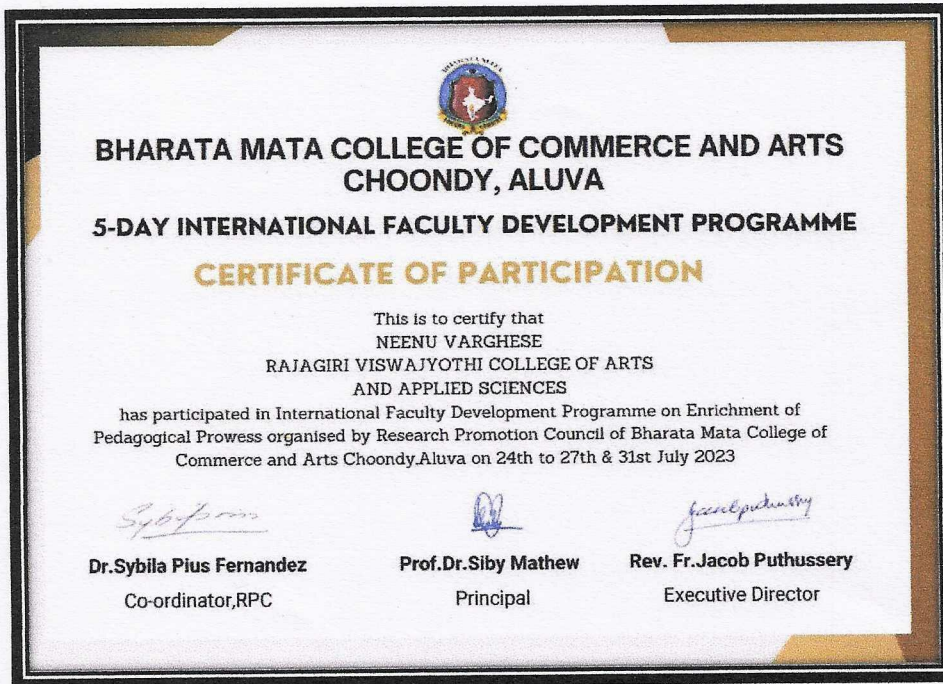 BHARATA MATA COLLEGE OF COMMERCE AND ARTS
CHOONDY, ALUVA
5-DAY INTERNATIONAL FACULTY DEVELOPMENT PROGRAMME
CERTIFICATE OF PARTICIPATION
This is to certify that
NEENU VARGHESE
RAJAGIRI VISWAJYOTHI COLLEGE OF ARTS
AND APPLIED SCIENCES
has participated in International Faculty Development Programme on Enrichment of
Pedagogical Prowess organised by Research Promotion Council of Bharata Mata College of
Commerce and Arts Choondy,Aluva on 24th to 27th & 31st July 2023
Dr.Sybila Pius Fernandez
Co-ordinator,RPC
Prof.Dr.Siby Mathew
Principal
Rev. Fr.Jacob Puthussery
Executive Director